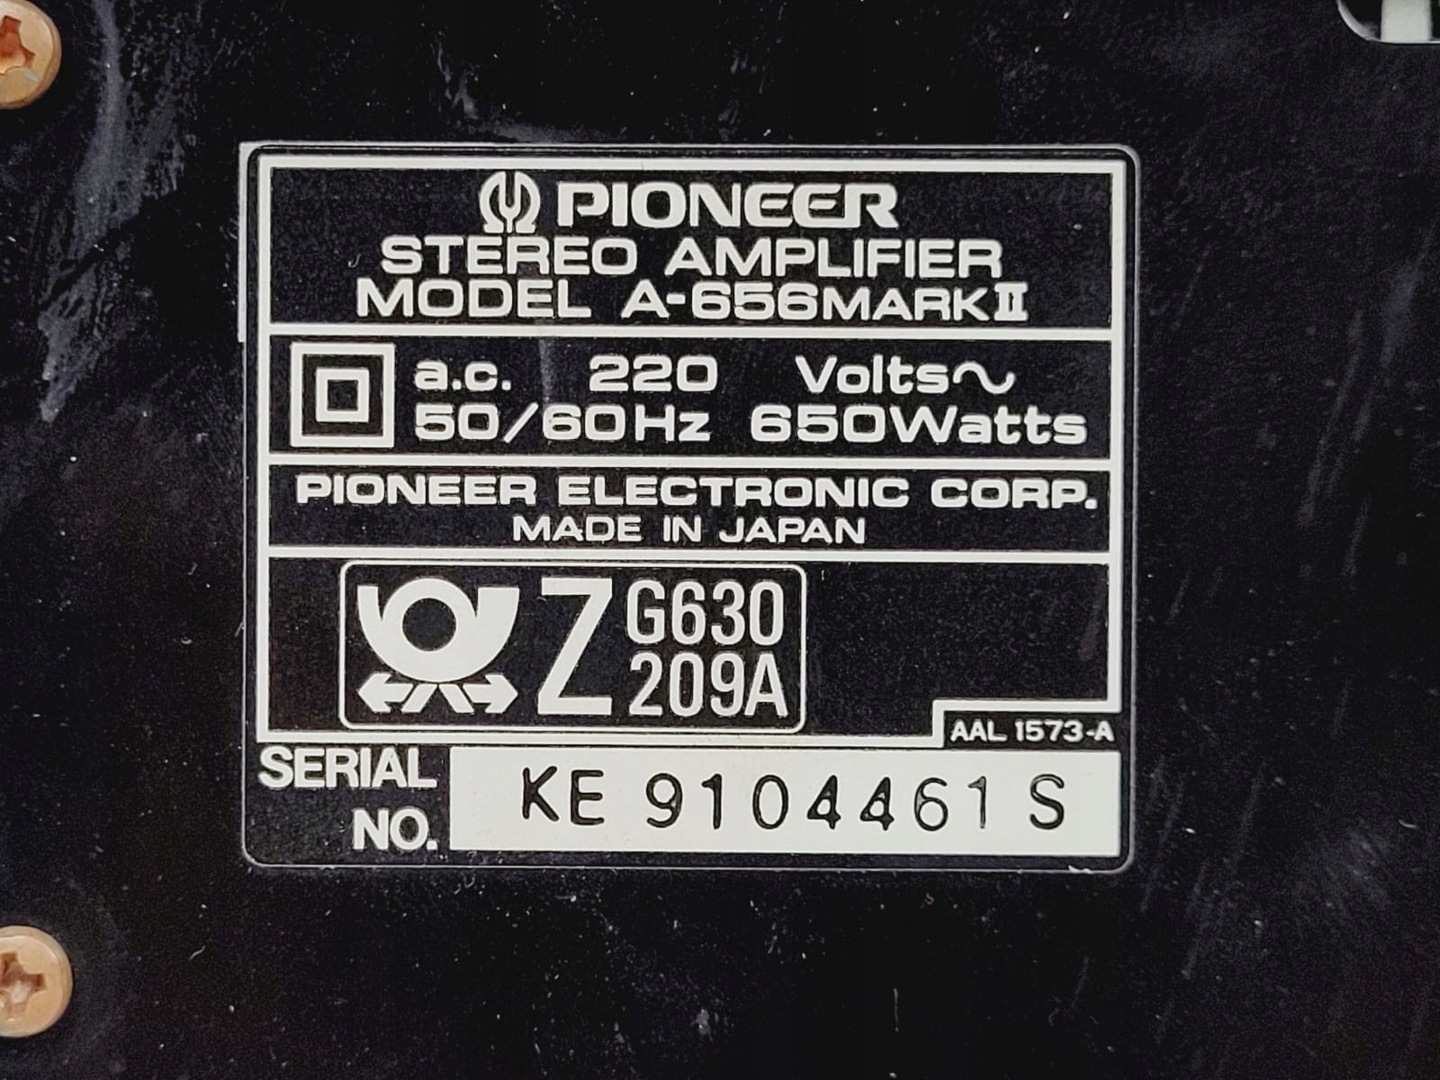 PIONEER
STEREO AMPLIFIER
MODEL A-656MARKII
a.c. 220 Volts~
50/60Hz 650Watts
PIONEER ELECTRONIC CORP.
MADE IN JAPAN
Z G630
209A
AAL 1573-A
SERIAL NO. KE 9104461 S